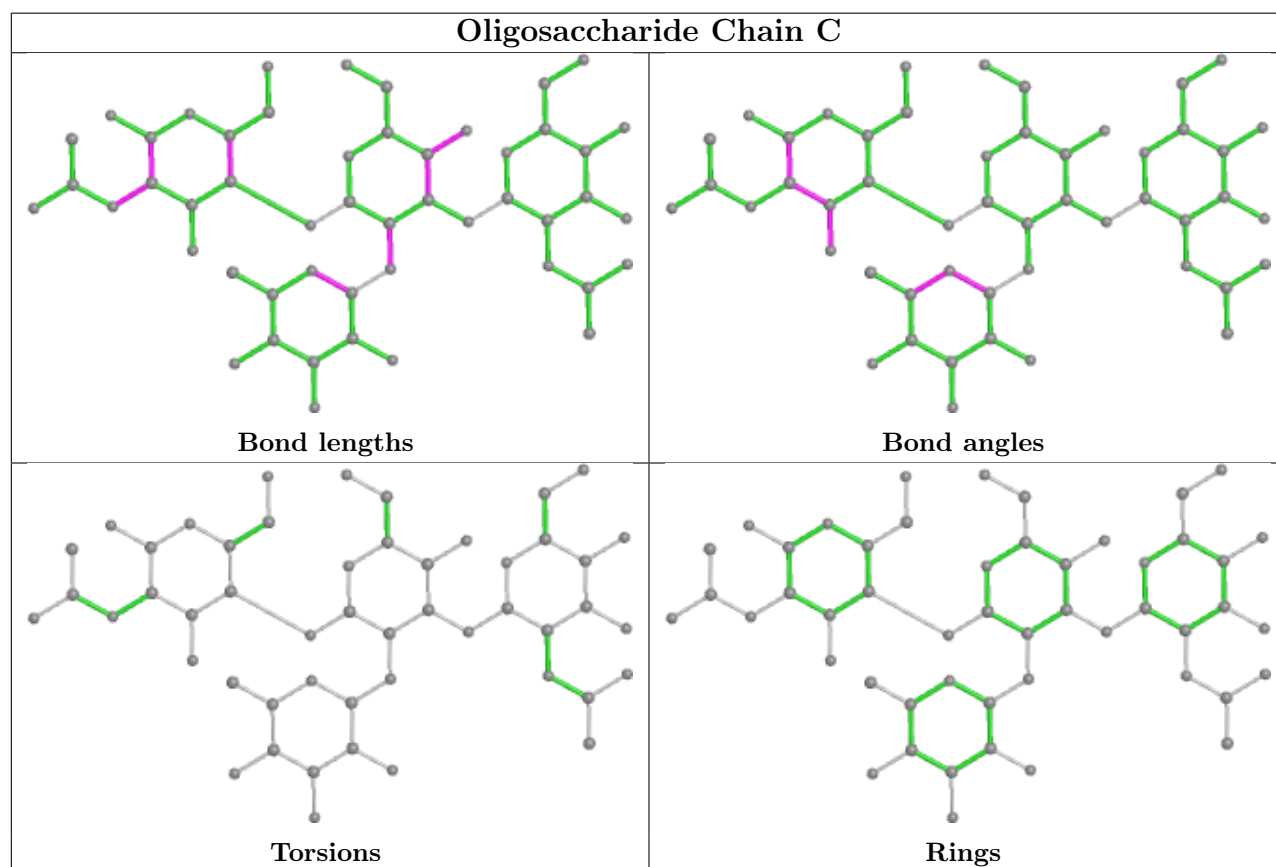 Oligosaccharide Chain C
Bond lengths
Bond angles
Torsions
Rings